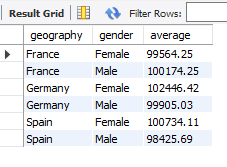 Result Grid Filter Rows:
geography gender average
France Female 99564.25
France Male 100174.25
Germany Female 102446.42
Germany Male 99905.03
Spain Female 100734.11
Spain Male 98425.69